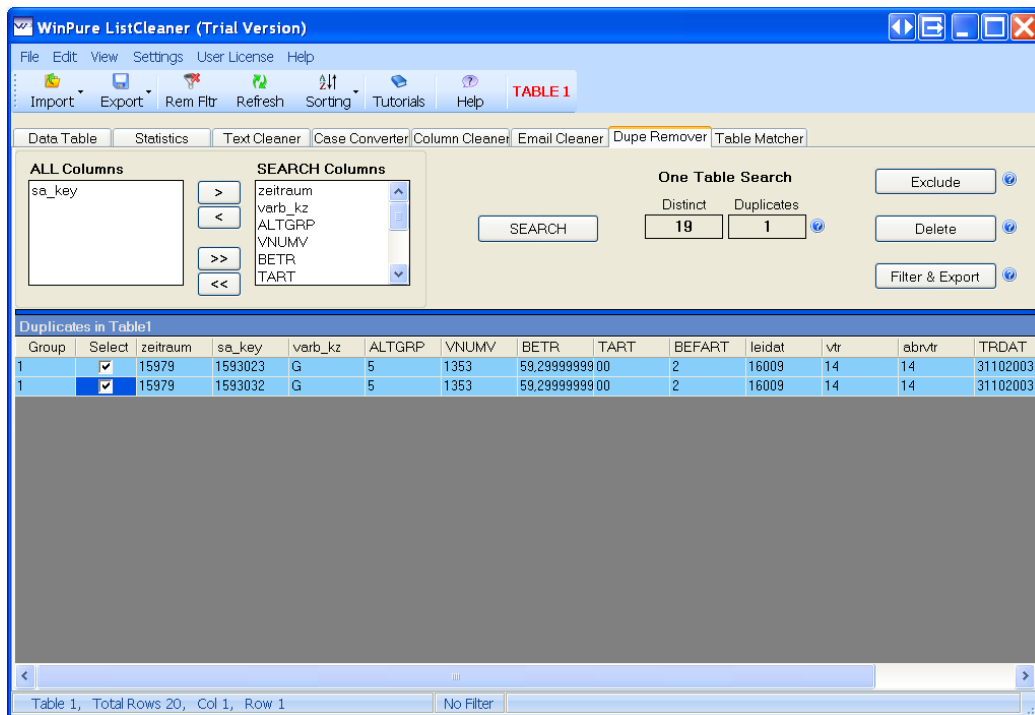 WinPure ListCleaner (Trial Version)
File Edit View Settings User License Help
Import Export Rem Fltr Refresh Sorting Tutorials Help TABLE 1
Data Table Statistics Text Cleaner Case Converter Column Cleaner Email Cleaner Dupe Remover Table Matcher
ALL Columns SEARCH Columns
sa_key
>
<
>>
<<
zeitraum
varb_kz
ALTGRP
VNUMV
BETR
TART
SEARCH
One Table Search
Distinct Duplicates
19 1
Exclude
Delete
Filter & Export
Duplicates in Table1
Group Select zeitraum sa_key varb_kz ALTGRP VNUMV BETR TART BEFART leidat vtr abrvtr TRDAT
1 15979 1593023 G 5 1353 59,29999999 00 2 16009 14 14 31102003
1 15979 1593032 G 5 1353 59,29999999 00 2 16009 14 14 31102003
Table 1, Total Rows 20, Col 1, Row 1 No Filter